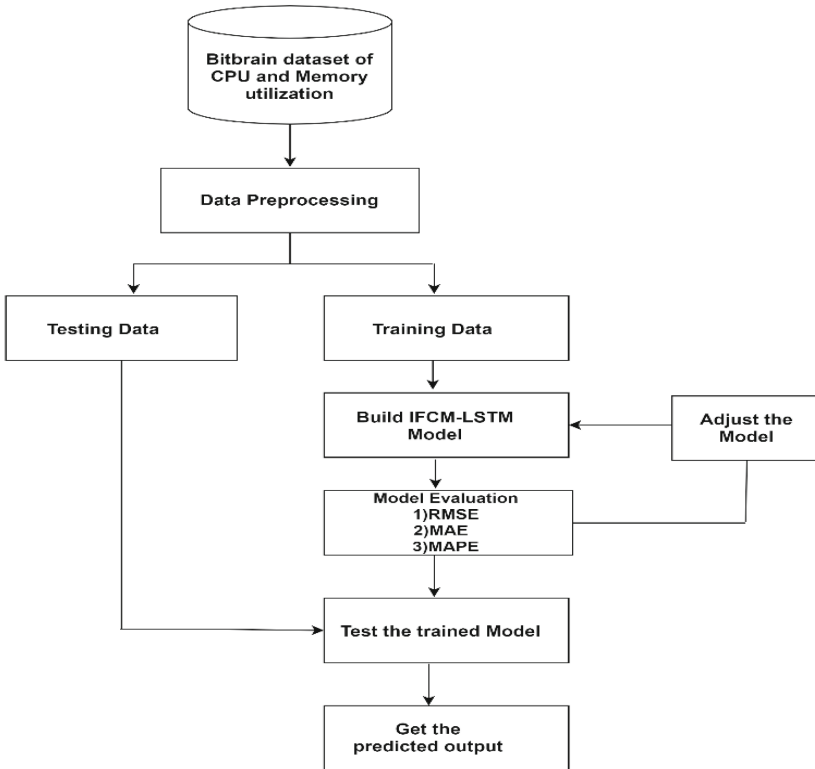 Bitbrain dataset of
CPU and Memory
utilization
Data Preprocessing
Testing Data
Training Data
Build IFCM-LSTM
Model
Adjust the
Model
Model Evaluation
1)RMSE
2)MAE
3)MAPE
Test the trained Model
Get the
predicted output